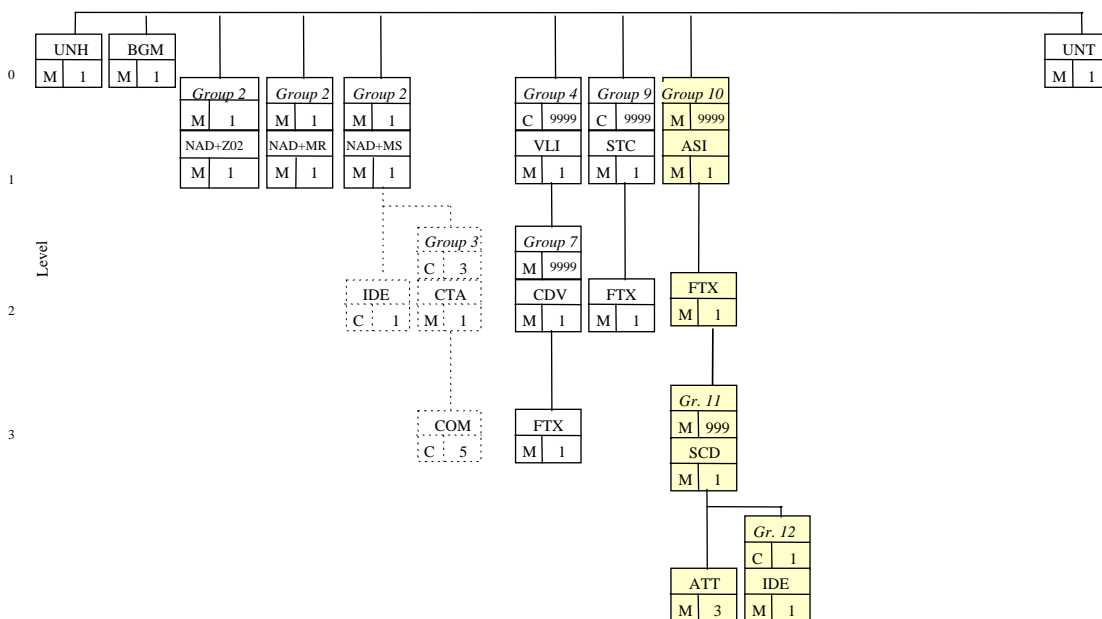 UNH BGM UNT
M 1 M 1 M 1
0
Group 2 Group 2 Group 2 Group 4 Group 9 Group 10
M 1 M 1 M 1 C 9999 C 9999 M 9999
NAD+Z02 NAD+MR NAD+MS VLI STC ASI
M 1 M 1 M 1 M 1 M 1 M 1
1
Group 3 Group 7
C 3 M 9999
Level
IDE CTA CDV FTX FTX
C 1 M 1 M 1 M 1 M 1
2
Gr. 11
M 999
COM FTX SCD
C 5 M 1 M 1
3
Gr. 12
C 1
ATT IDE
M 3 M 1